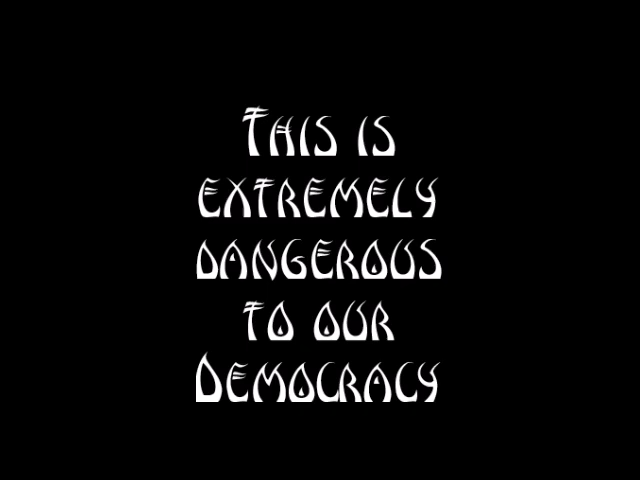 This is
extremely
dangerous
to our
Democracy